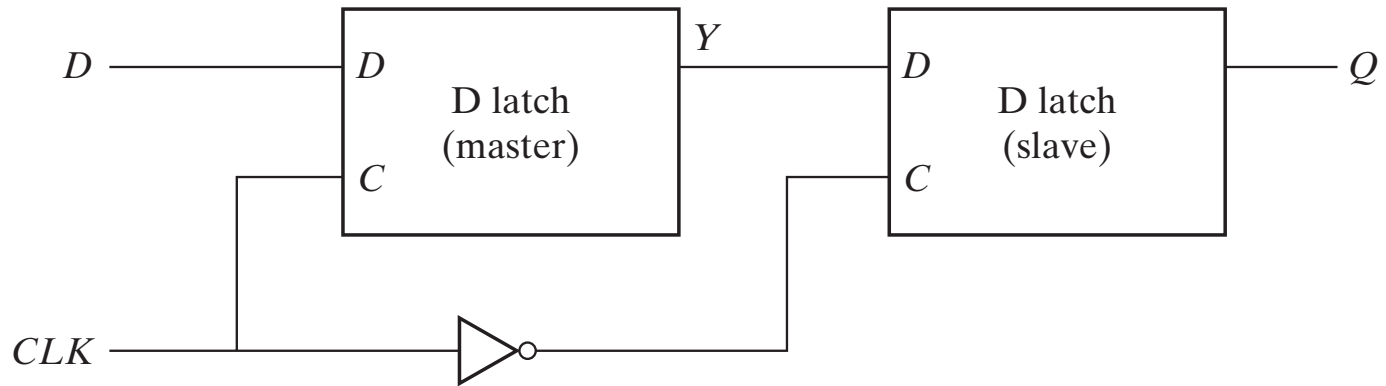 Y
D
D
D
Q
D latch
(master)
D latch
(slave)
C
C
CLK